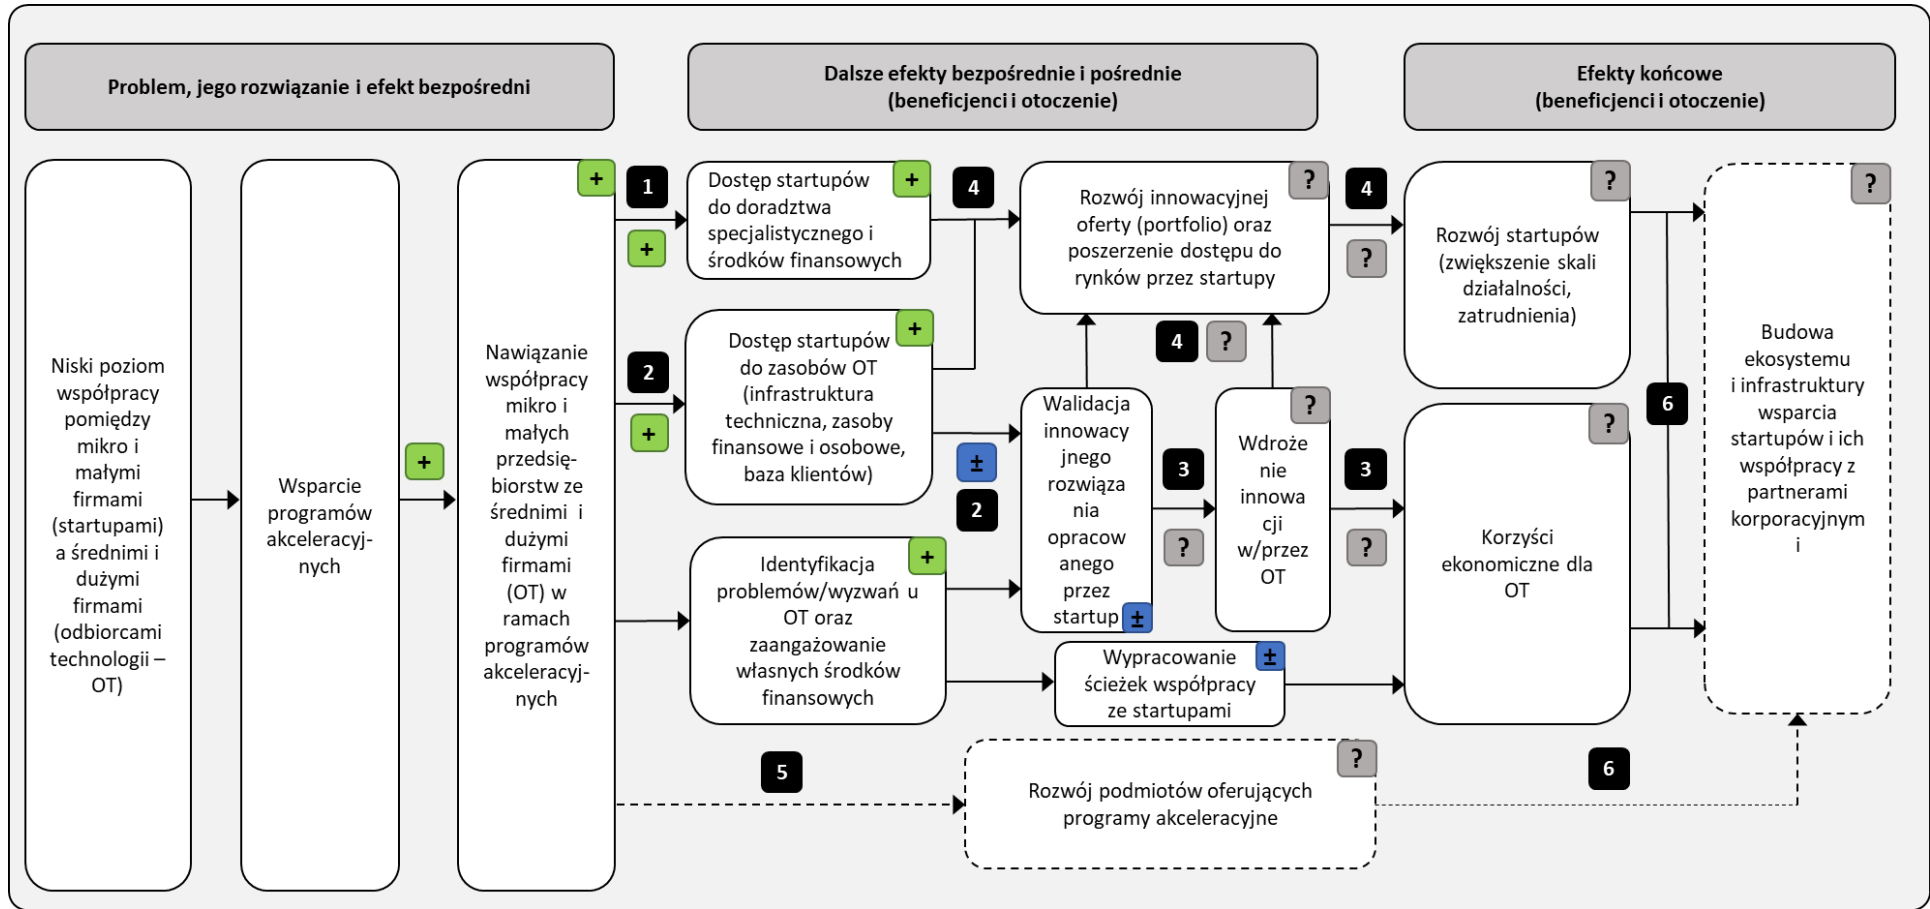 Problem, jego rozwiązanie i efekt bezpośredni
Dalsze efekty bezpośrednie i pośrednie
(beneficjenci i otoczenie)
Efekty końcowe
(beneficjenci i otoczenie)
Niski poziom
współpracy
pomiędzy
mikro i
małymi
firmami
(startupami)
a średnimi i
dużymi
firmami
(odbiorcami
technologii –
OT)
Wsparcie
programów
akceleracyj-
nych
+
+
Nawiązanie
współpracy
mikro i
małych
przedsię-
biorstw ze
średnimi i
dużymi
firmami
(OT) w
ramach
programów
akceleracyj-
nych
1
+
2
+
Dostęp startupów
do doradztwa
specjalistycznego i
środków finansowych
+
Dostęp startupów
do zasobów OT
(infrastruktura
techniczna, zasoby
finansowe i osobowe,
baza klientów)
+
Identyfikacja
problemów/wyzwań u
OT oraz
zaangażowanie
własnych środków
finansowych
+
4
±
2
Rozwój innowacyjnej
oferty (portfolio) oraz
poszerzenie dostępu do
rynków przez startupy
?
4
?
Walidacja
innowacy
jnego
rozwiąza
nia
opracow
anego
przez
startup
±
3
?
Wdroże
nie
innowa
cji
w/przez
OT
?
Wypracowanie
ścieżek współpracy
ze startupami
±
4
?
3
?
Rozwój startupów
(zwiększenie skali
działalności,
zatrudnienia)
?
Korzyści
ekonomiczne dla
OT
?
6
Budowa
ekosystemu
i infrastruktury
wsparcia
startupów i ich
współpracy z
partnerami
korporacyjnym
i
?
5
Rozwój podmiotów oferujących
programy akceleracyjne
?
6